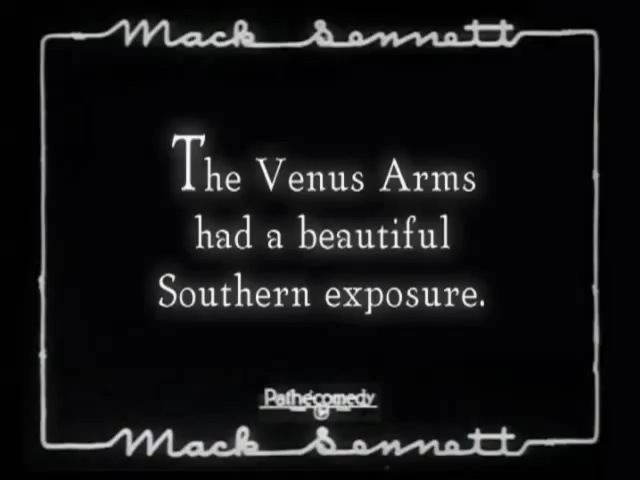 Mack Sennett
The Venus Arms
had a beautiful
Southern exposure.
Pathécomedy
Mack Sennett